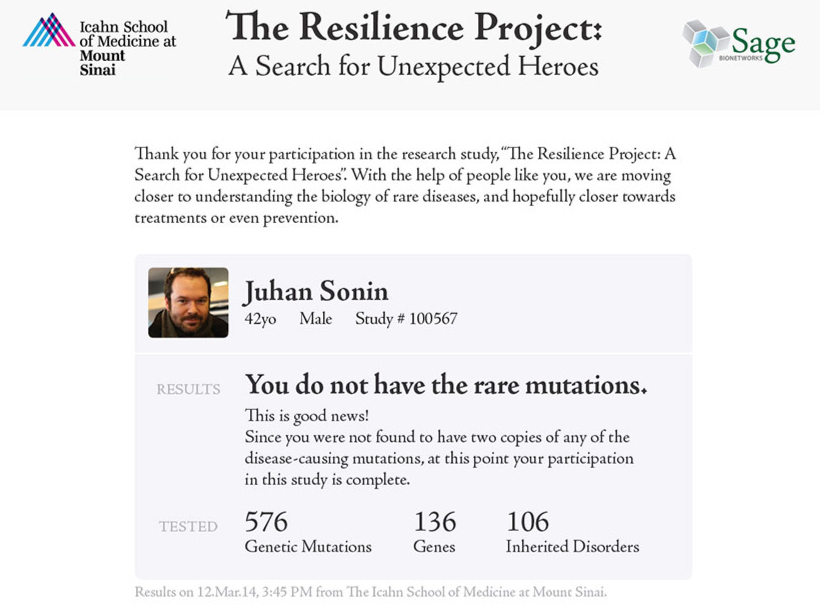 Icahn School
of Medicine at
Mount
Sinai
The Resilience Project:
A Search for Unexpected Heroes
Sage
BIONETWORKS
Thank you for your participation in the research study, “The Resilience Project: A
Search for Unexpected Heroes”. With the help of people like you, we are moving
closer to understanding the biology of rare diseases, and hopefully closer towards
treatments or even prevention.
Juhan Sonin
42yo Male Study # 100567
RESULTS You do not have the rare mutations.
This is good news!
Since you were not found to have two copies of any of the
disease-causing mutations, at this point your participation
in this study is complete.
TESTED 576 136 106
Genetic Mutations Genes Inherited Disorders
Results on 12.Mar.14, 3:45 PM from The Icahn School of Medicine at Mount Sinai.